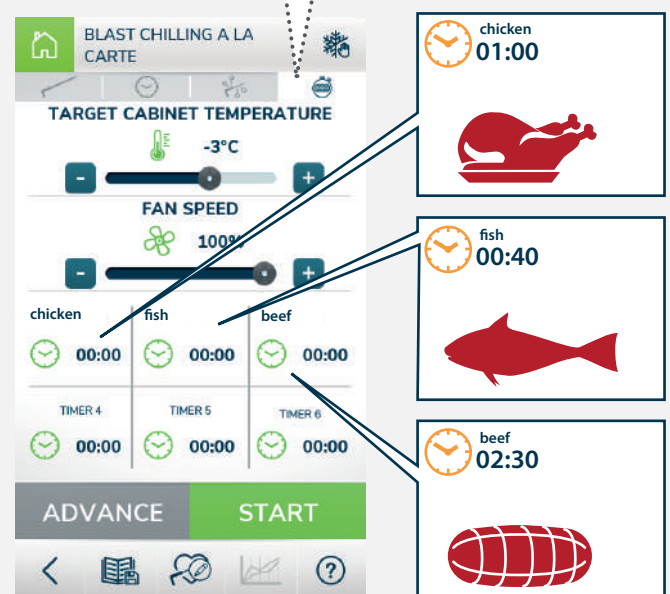 BLAST CHILLING A LA
CARTE
TARGET CABINET TEMPERATURE
-3°C
-
+
FAN SPEED
100%
-
+
chicken
fish
beef
00:00
00:00
00:00
TIMER 4
TIMER 5
TIMER 6
00:00
00:00
00:00
ADVANCE
START
?
chicken
01:00
fish
00:40
beef
02:30